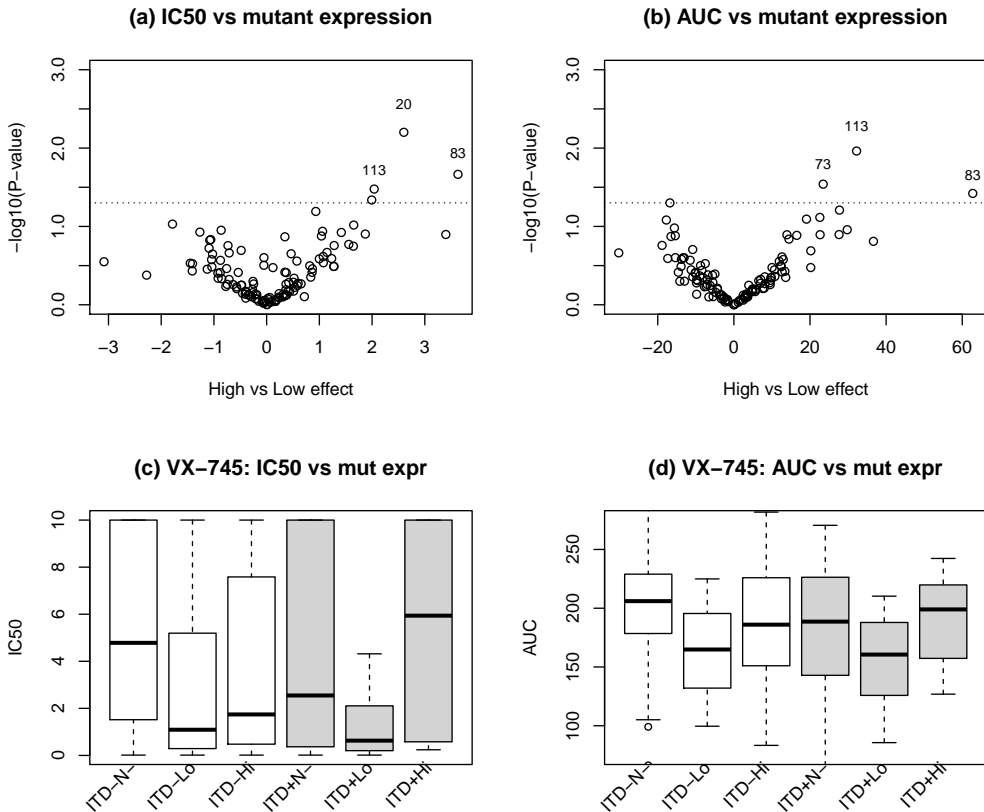 (a) IC50 vs mutant expression
−log10(P−value)
3.0
2.0
1.0
0.0
20
83
113
−3
−2
−1
0
1
2
3
High vs Low effect
(b) AUC vs mutant expression
−log10(P−value)
3.0
2.0
1.0
0.0
113
73
83
−20
0
20
40
60
High vs Low effect
(c) VX−745: IC50 vs mut expr
IC50
10
8
6
4
2
0
ITD−N−
ITD−Lo
ITD−Hi
ITD+N−
ITD+Lo
ITD+Hi
(d) VX−745: AUC vs mut expr
AUC
250
200
150
100
ITD−N−
ITD−Lo
ITD−Hi
ITD+N−
ITD+Lo
ITD+Hi